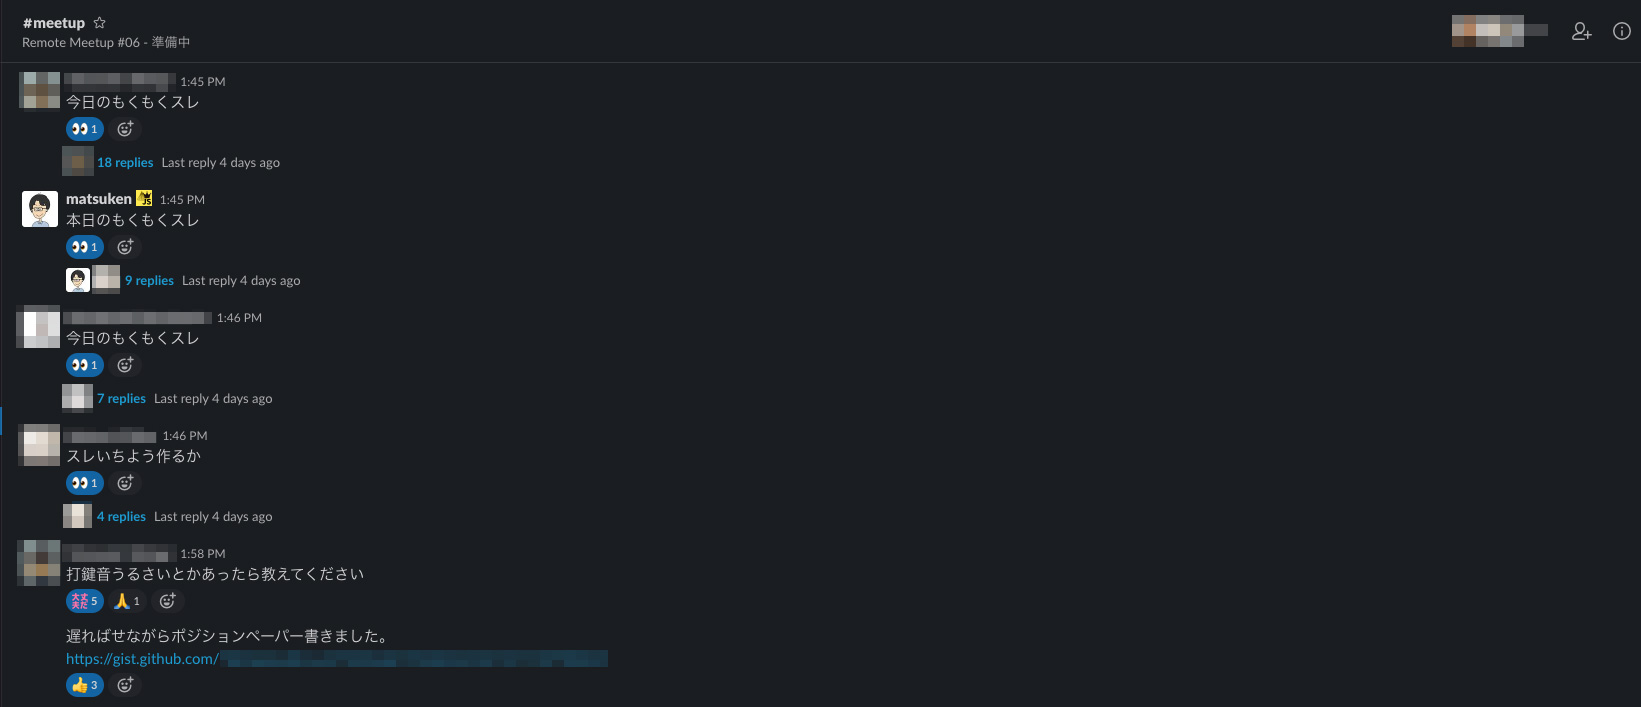 #meetup
Remote Meetup #06 - 準備中
1:45 PM
今日のもくもくスレ
1
18 replies Last reply 4 days ago
matsuken JS 1:45 PM
本日のもくもくスレ
1
9 replies Last reply 4 days ago
1:46 PM
今日のもくもくスレ
1
7 replies Last reply 4 days ago
1:46 PM
スレいちよう作るか
1
4 replies Last reply 4 days ago
1:58 PM
打鍵音うるさいとかあったら教えてください
大丈夫だ 5 1
遅ればせながらポジションペーパー書きました。
https://gist.github.com/
3